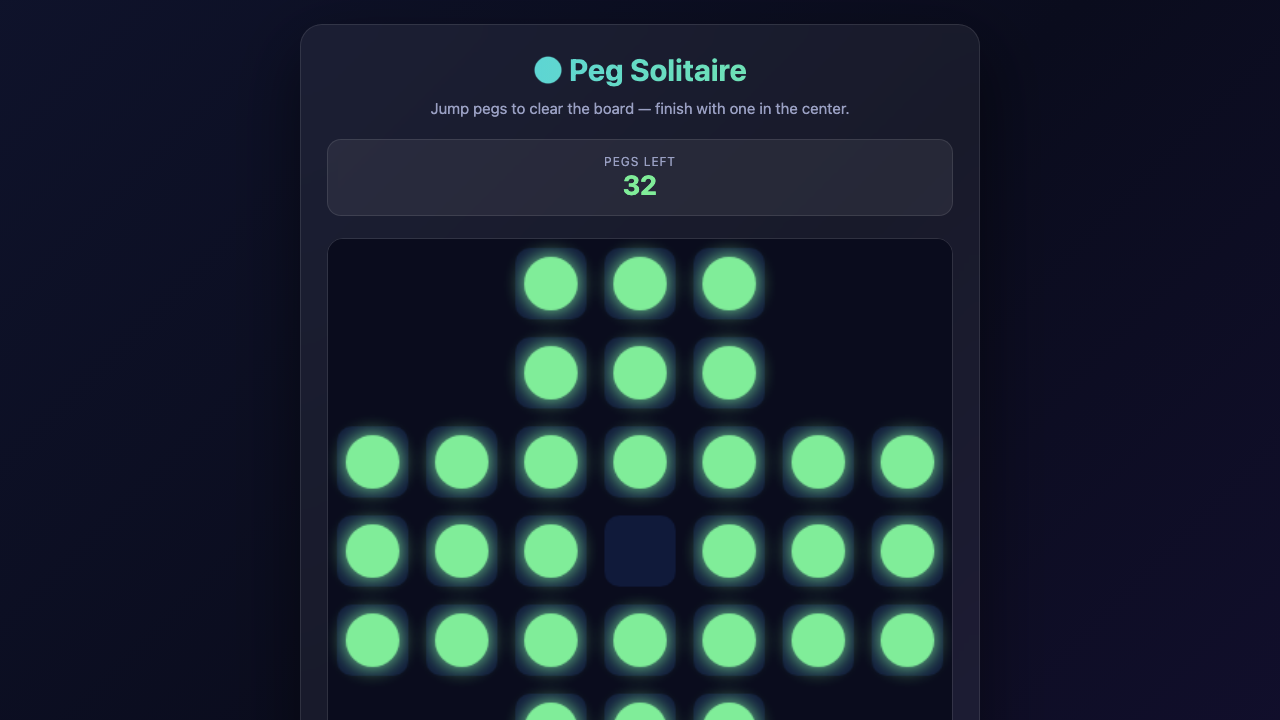 Peg Solitaire
Jump pegs to clear the board — finish with one in the center.
PEGS LEFT
32